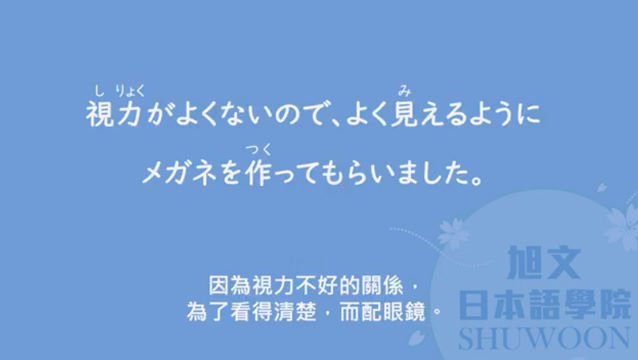 し りょく み
視力がよくないので、よく見えるように
つく
メガネを作ってもらいました。
因為視力不好的關係，
為了看得清楚，而配眼鏡。
旭文
日本語學院
SHUWOON